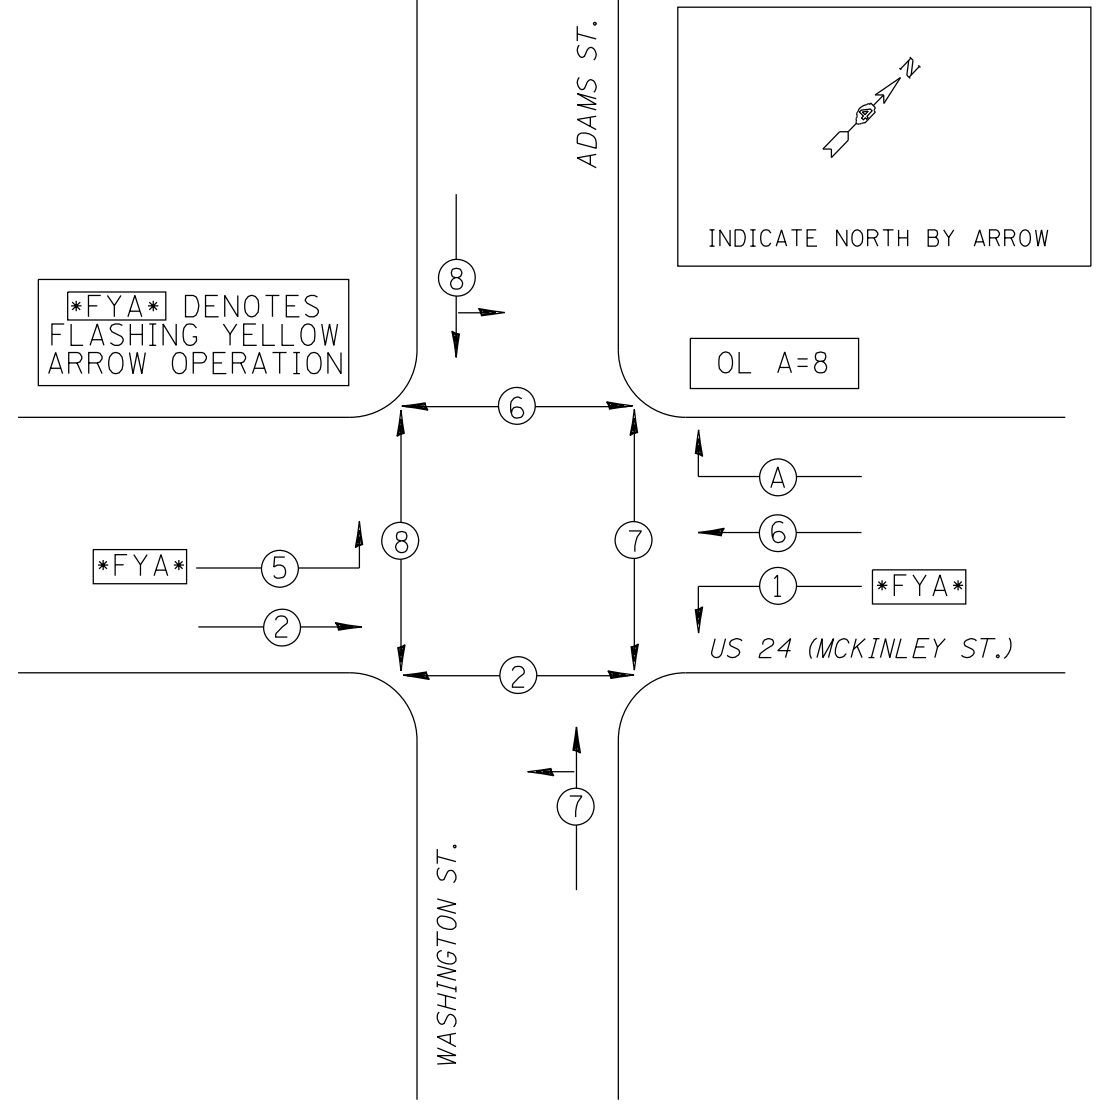 ADAMS ST.
N
4
INDICATE NORTH BY ARROW
8
*FYA* DENOTES
FLASHING YELLOW
ARROW OPERATION
OL A=8
6
A
8
7
6
*FYA*
5
1
*FYA*
2
US 24 (MCKINLEY ST.)
2
7
WASHINGTON ST.